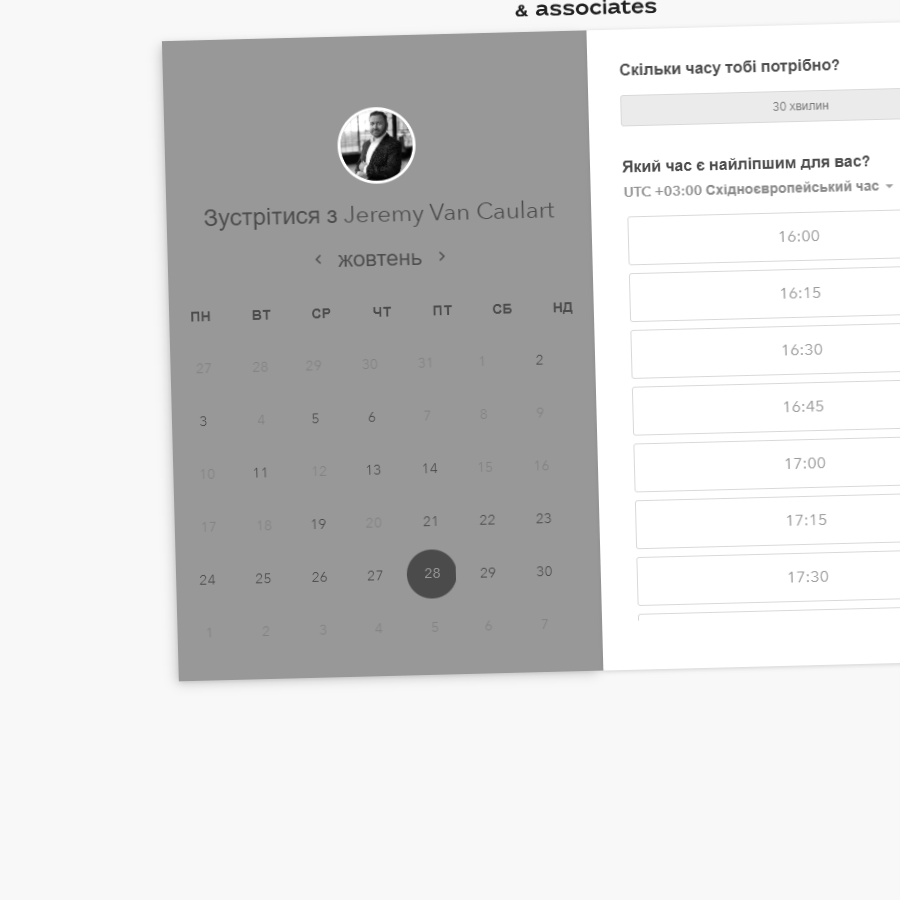 & associates
Зустрітися з Jeremy Van Caulart
‹ жовтень ›
ПН ВТ СР ЧТ ПТ СБ НД
27 28 29 30 31 1 2
3 4 5 6 7 8 9
10 11 12 13 14 15 16
17 18 19 20 21 22 23
24 25 26 27 28 29 30
1 2 3 4 5 6 7
Скільки часу тобі потрібно?
30 хвилин
Який час є найліпшим для вас?
UTC +03:00 Східноєвропейський час
16:00
16:15
16:30
16:45
17:00
17:15
17:30